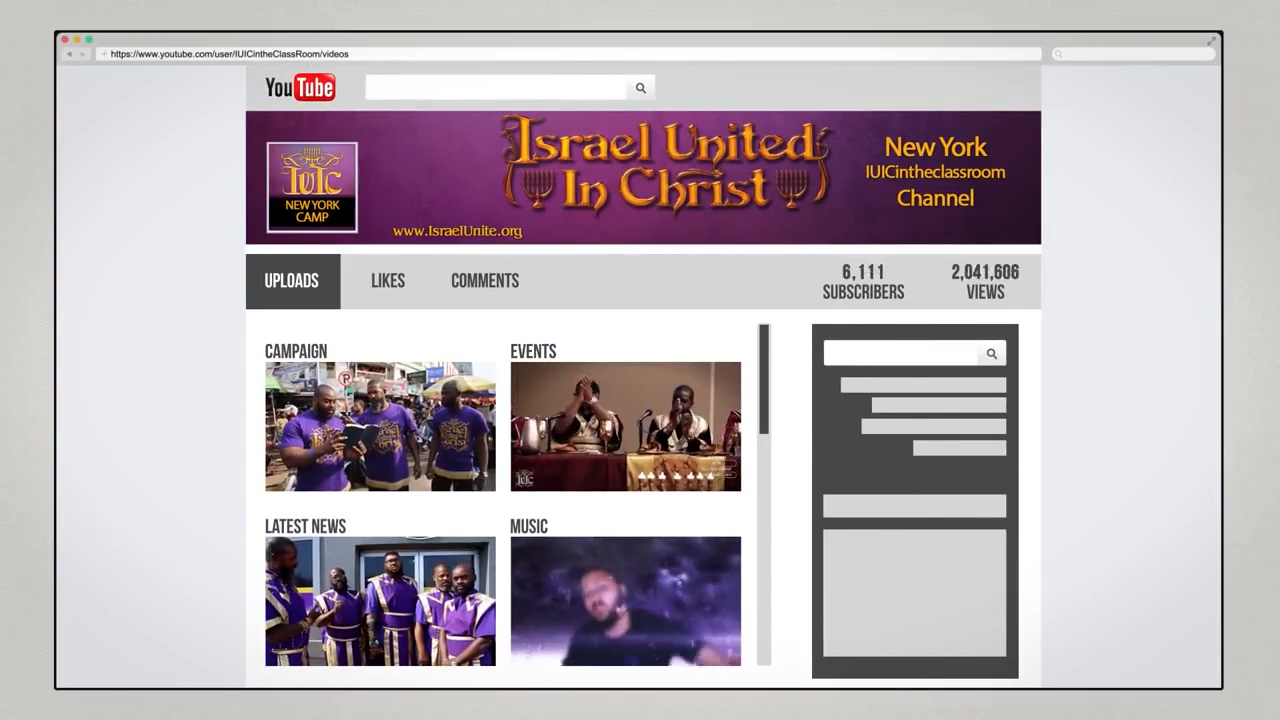 https://www.youtube.com/user/IUICintheClassRoom/videos
YouTube
Israel United
In Christ
New York
IUICintheclassroom
Channel
IUIC
NEW YORK
CAMP
www.IsraelUnite.org
UPLOADS
LIKES
COMMENTS
6,111
SUBSCRIBERS
2,041,606
VIEWS
CAMPAIGN
EVENTS
IUIC
LATEST NEWS
MUSIC